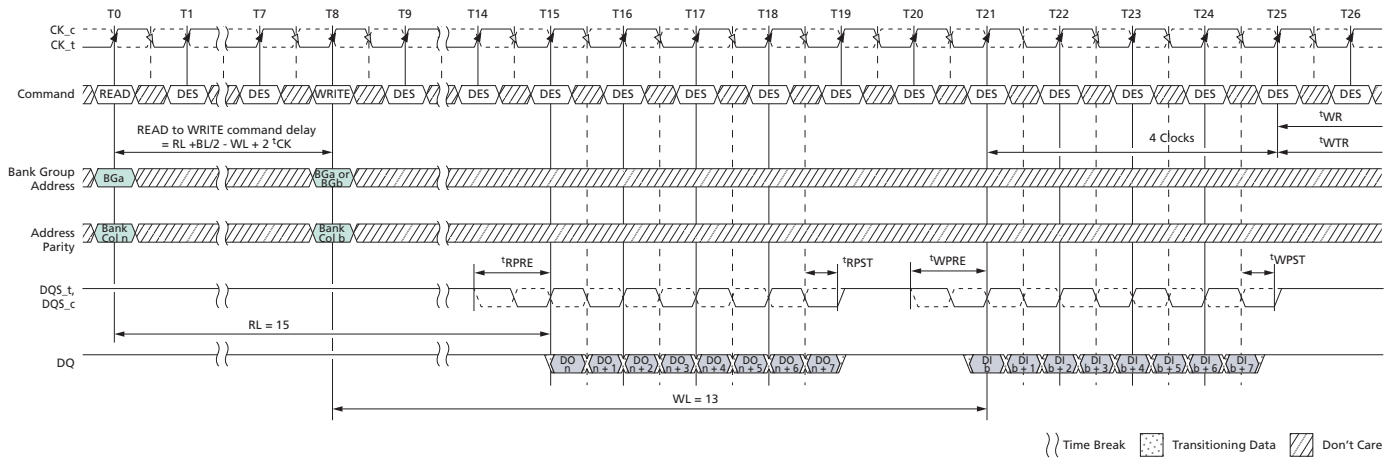 T0 T1 T7 T8 T9 T14 T15 T16 T17 T18 T19 T20 T21 T22 T23 T24 T25 T26
CK_c
CK_t
Command READ DES DES WRITE DES DES DES DES DES DES DES DES DES DES DES DES DES DES
READ to WRITE command delay
= RL +BL/2 - WL + 2 tCK
4 Clocks
tWR
tWTR
Bank Group
Address
BGa
BGa or
BGb
Address
Parity
Bank
Col n
Bank
Col b
tRPRE tRPST tWPRE tWPST
DQS_t,
DQS_c
RL = 15
DQ
DO
n
DO
n + 1
DO
n + 2
DO
n + 3
DO
n + 4
DO
n + 5
DO
n + 6
DO
n + 7
DI
b
DI
b + 1
DI
b + 2
DI
b + 3
DI
b + 4
DI
b + 5
DI
b + 6
DI
b + 7
WL = 13
Time Break Transitioning Data Don't Care